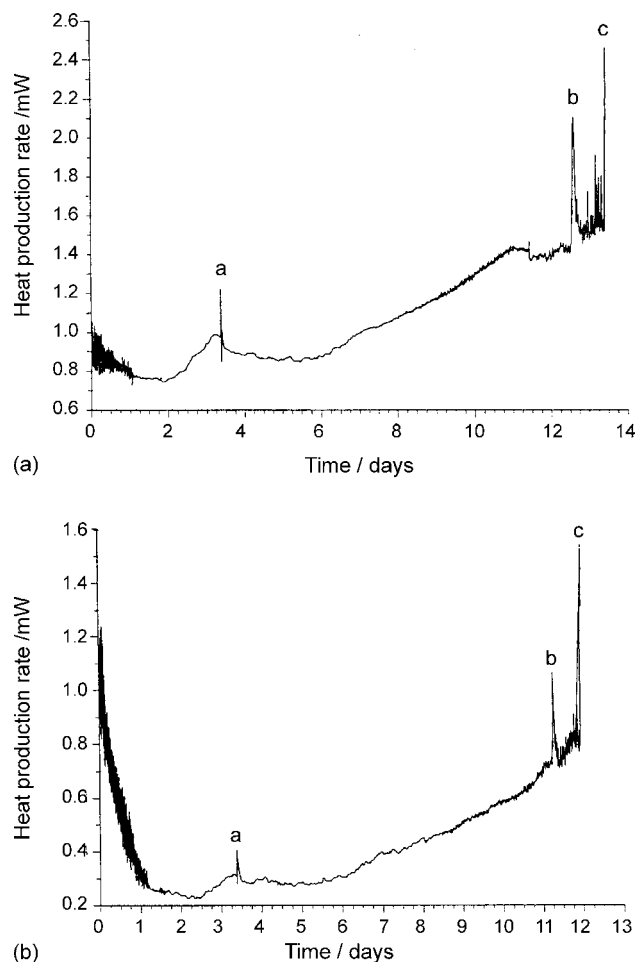 2.6
2.4
2.2
2.0
1.8
1.6
1.4
1.2
1.0
0.8
0.6
Heat production rate /mW
a
b
c
0 2 4 6 8 10 12 14
Time / days
(a)
1.6
1.4
1.2
1.0
0.8
0.6
0.4
0.2
Heat production rate /mW
a
b
c
0 1 2 3 4 5 6 7 8 9 10 11 12 13
Time / days
(b)